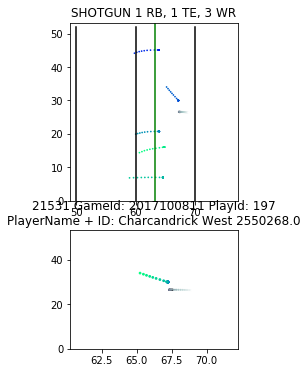 SHOTGUN 1 RB, 1 TE, 3 WR
50
40
30
20
10
0
50 60 70
21531 GameId: 2017100811 PlayId: 197
PlayerName + ID: Charcandrick West 2550268.0
40
20
0
62.5 65.0 67.5 70.0